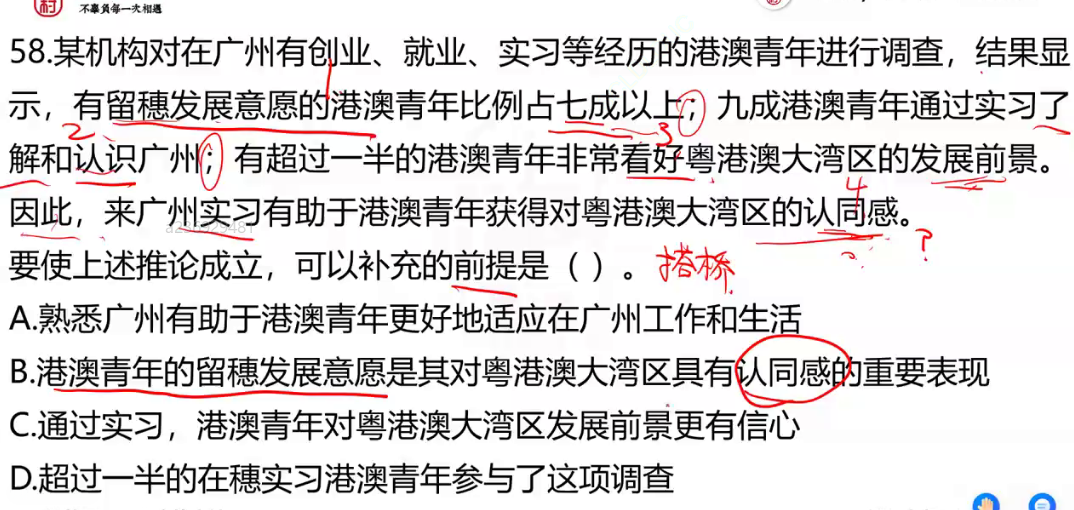 村
不辜負每一次相遇
58.某机构对在广州有创业、就业、实习等经历的港澳青年进行调查，结果显
示，有留穗发展意愿的港澳青年比例占七成以上；九成港澳青年通过实习了
2
3
解和认识广州；有超过一半的港澳青年非常看好粤港澳大湾区的发展前景。
4
因此，来广州实习有助于港澳青年获得对粤港澳大湾区的认同感。
?
要使上述推论成立，可以补充的前提是（ ）。搭桥
A.熟悉广州有助于港澳青年更好地适应在广州工作和生活
B.港澳青年的留穗发展意愿是其对粤港澳大湾区具有认同感的重要表现
C.通过实习，港澳青年对粤港澳大湾区发展前景更有信心
D.超过一半的在穗实习港澳青年参与了这项调查